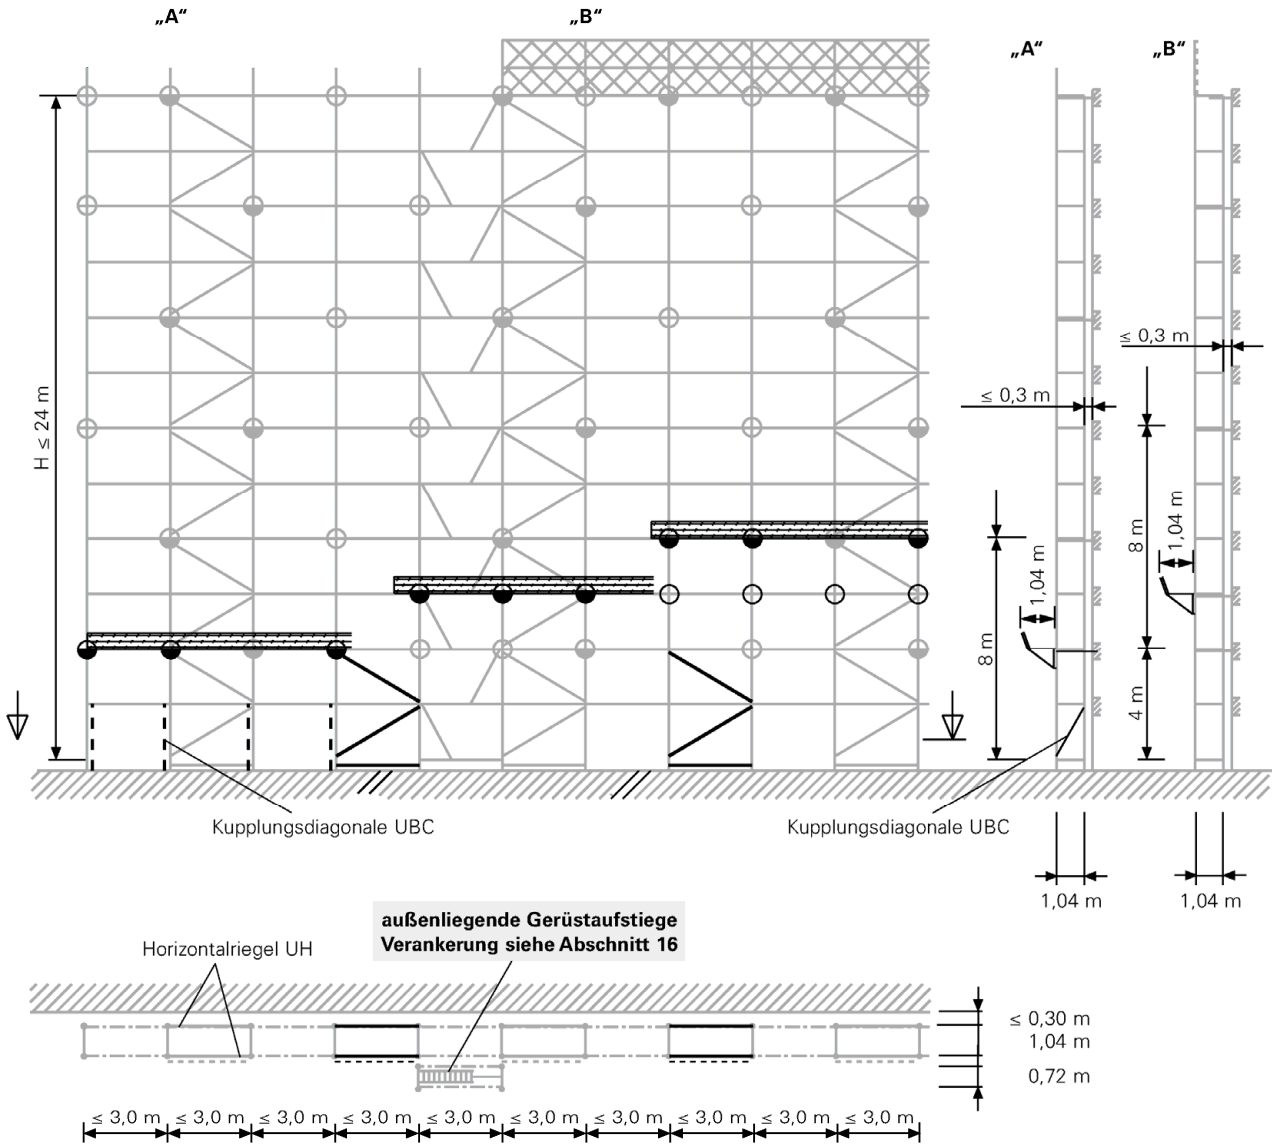 „A“
„B“
„A“
„B“
H ≤ 24 m
≤ 0,3 m
≤ 0,3 m
1,04 m
8 m
1,04 m
8 m
4 m
Kupplungsdiagonale UBC
Kupplungsdiagonale UBC
1,04 m
1,04 m
außenliegende Gerüstaufstiege
Verankerung siehe Abschnitt 16
Horizontalriegel UH
≤ 0,30 m
1,04 m
0,72 m
≤ 3,0 m ≤ 3,0 m ≤ 3,0 m ≤ 3,0 m ≤ 3,0 m ≤ 3,0 m ≤ 3,0 m ≤ 3,0 m ≤ 3,0 m ≤ 3,0 m